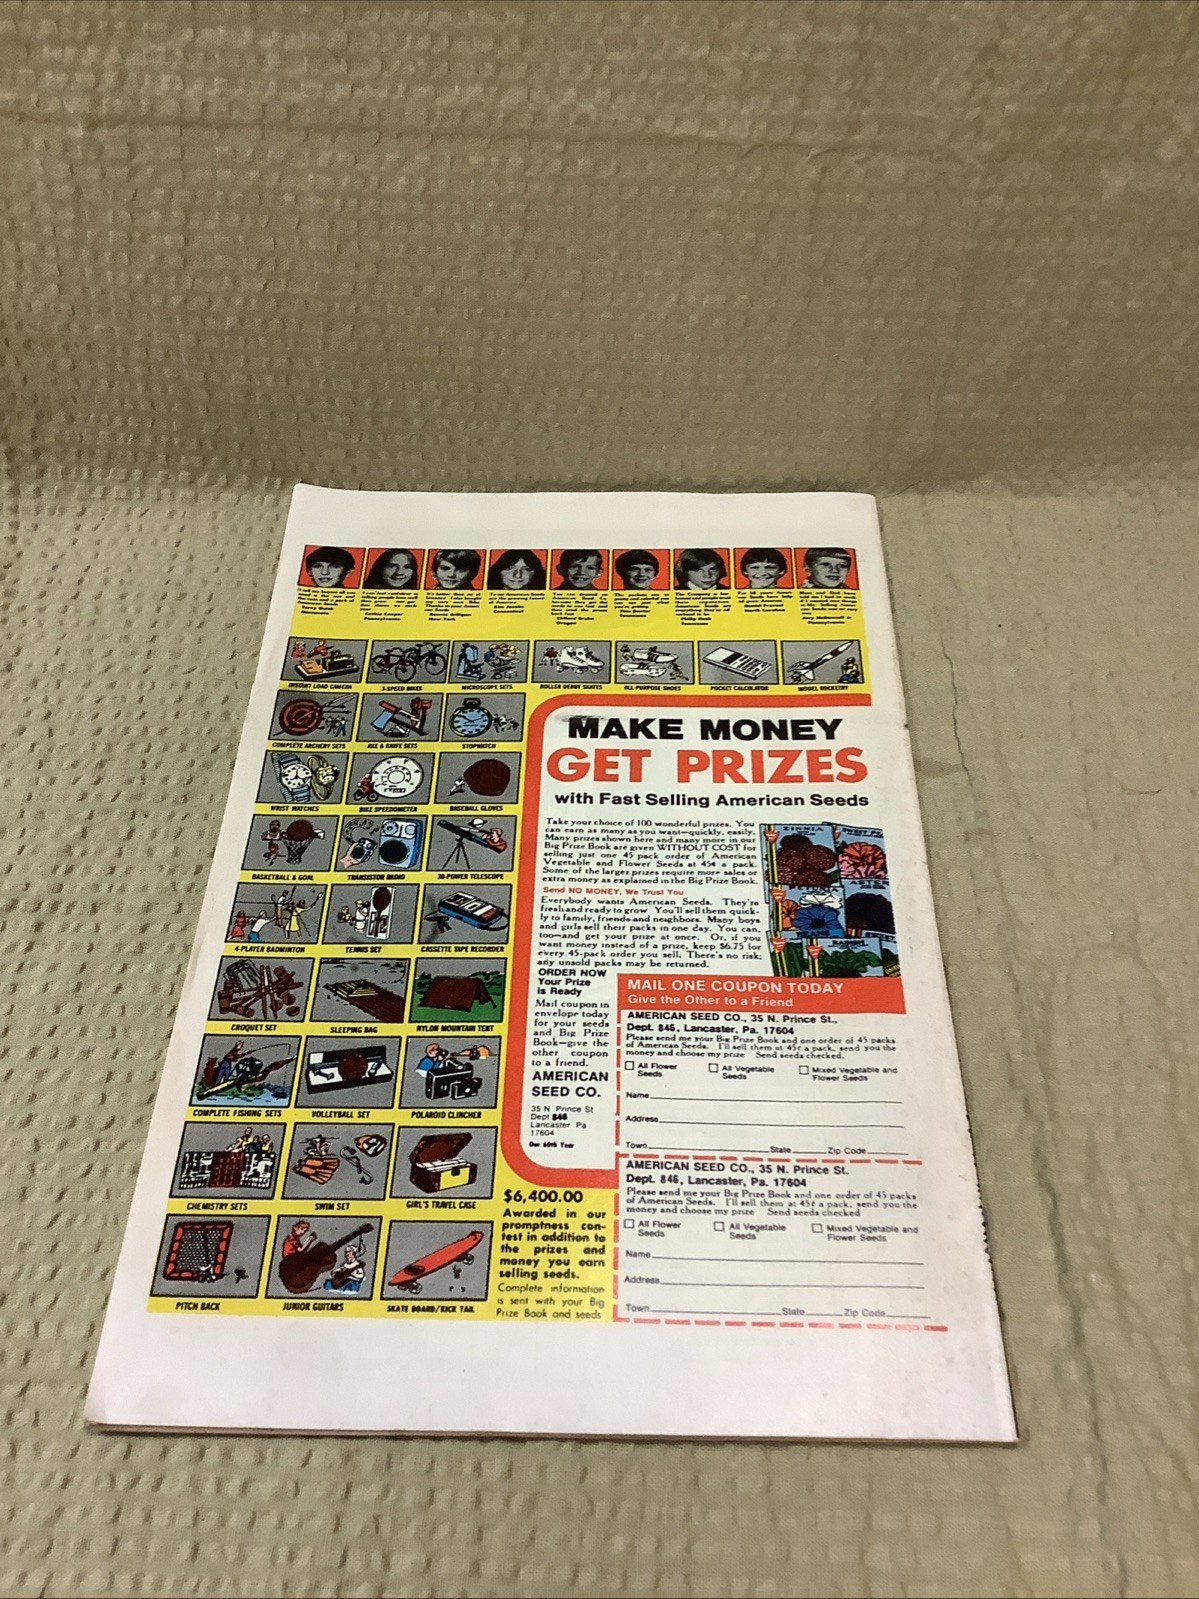 INSTANT LOAD CAMERA
3-SPEED BIKES
MICROSCOPE SETS
ROLLER DERBY SKATES
ALL PURPOSE SHOES
POCKET CALCULATOR
MODEL ROCKETRY
COMPLETE ARCHERY SETS
AXE & KNIFE SETS
STOPWATCH
WRIST WATCHES
BIKE SPEEDOMETER
BASEBALL GLOVES
BASKETBALL & GOAL
TRANSISTOR RADIO
30-POWER TELESCOPE
4-PLAYER BADMINTON
TENNIS SET
CASSETTE TAPE RECORDER
CROQUET SET
SLEEPING BAG
NYLON MOUNTAIN TENT
COMPLETE FISHING SETS
VOLLEYBALL SET
POLAROID CLINCHER
CHEMISTRY SETS
SWIM SET
GIRL'S TRAVEL CASE
PITCH BACK
JUNIOR GUITARS
SKATE BOARD/KICK TAIL
MAKE MONEY
GET PRIZES
with Fast Selling American Seeds
Take your choice of 100 wonderful prizes. You
can earn as many as you want—quickly, easily.
Many prizes shown here and many more in our
Big Prize Book are given WITHOUT COST for
selling just one 45 pack order of American
Vegetable and Flower Seeds at 45¢ a pack.
Some of the larger prizes require more sales or
extra money as explained in the Big Prize Book.
Send NO MONEY, We Trust You
Everybody wants American Seeds. They're
fresh and ready to grow. You'll sell them quick-
ly to family, friends and neighbors. Many boys
and girls sell their packs in one day. You can,
too—and get your prize at once. Or, if you
want money instead of a prize, keep $6.75 for
every 45-pack order you sell. There's no risk;
any unsold packs may be returned.
ZINNIA
ASTER
BEANS
RADISH
ORDER NOW
Your Prize
is Ready
Mail coupon in
envelope today
for your seeds
and Big Prize
Book—give the
other coupon
to a friend.
AMERICAN
SEED CO.
35 N Prince St
Dept 846
Lancaster Pa
17604
Our 60th Year
MAIL ONE COUPON TODAY
Give the Other to a Friend
AMERICAN SEED CO., 35 N. Prince St.,
Dept. 846, Lancaster, Pa. 17604
Please send me your Big Prize Book and one order of 45 packs
of American Seeds. I'll sell them at 45¢ a pack, send you the
money and choose my prize Send seeds checked.
All Flower Seeds
All Vegetable Seeds
Mixed Vegetable and Flower Seeds
Name
Address
Town State Zip Code
AMERICAN SEED CO., 35 N. Prince St.
Dept. 846, Lancaster, Pa. 17604
Please send me your Big Prize Book and one order of 45 packs
of American Seeds. I'll sell them at 45¢ a pack, send you the
money and choose my prize Send seeds checked
All Flower Seeds
All Vegetable Seeds
Mixed Vegetable and Flower Seeds
Name
Address
Town State Zip Code
$6,400.00
Awarded in our
promptness con-
test in addition to
the prizes and
money you earn
selling seeds.
Complete information
is sent with your Big
Prize Book and seeds